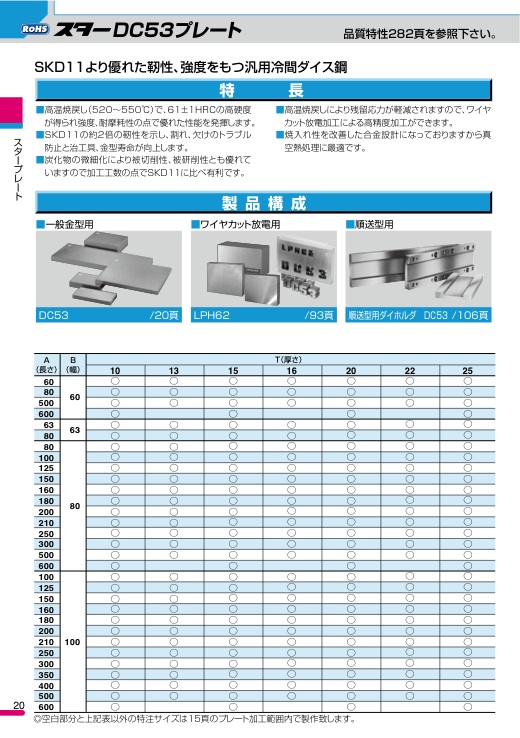 RoHS スターDC53プレート
品質特性282頁を参照下さい。
SKD11より優れた靭性、強度をもつ汎用冷間ダイス鋼
特 長
■高温焼戻し(520～550℃)で、61±1HRCの高硬度
が得られ強度、耐摩耗性の点で優れた性能を発揮します。
■SKD11の約2倍の靭性を示し、割れ、欠けのトラブル
防止と治工具、金型寿命が向上します。
■炭化物の微細化により被切削性、被研削性とも優れて
いますので加工工数の点でSKD11に比べ有利です。
■高温焼戻しにより残留応力が軽減されますので、ワイヤ
カット放電加工による高精度加工ができます。
■焼入れ性を改善した合金設計になっておりますから真
空熱処理に最適です。
スタープレート
製品構成
■一般金型用
■ワイヤカット放電用
■順送型用
LPH62
DC53
DC53 /20頁
LPH62 /93頁
順送型用ダイホルダ DC53 /106頁
A（長さ） B（幅） T（厚さ）
10 13 15 16 20 22 25
60 60 ○ ○ ○ ○ ○ ○ ○
80 ○ ○ ○ ○ ○ ○ ○
500 ○ ○ ○ ○ ○ ○ ○
600 ○ ○ ○ ○
63 63 ○ ○ ○ ○ ○ ○ ○
80 ○ ○ ○ ○ ○ ○ ○
80 80 ○ ○ ○ ○ ○ ○ ○
100 ○ ○ ○ ○ ○ ○ ○
125 ○ ○ ○ ○ ○ ○ ○
150 ○ ○ ○ ○ ○ ○ ○
160 ○ ○ ○ ○ ○ ○ ○
180 ○ ○ ○ ○ ○ ○ ○
200 ○ ○ ○ ○ ○ ○ ○
210 ○ ○ ○ ○ ○ ○ ○
250 ○ ○ ○ ○ ○ ○ ○
300 ○ ○ ○ ○ ○ ○ ○
500 ○ ○ ○ ○ ○ ○ ○
600 ○ ○ ○ ○
100 100 ○ ○ ○ ○ ○ ○ ○
125 ○ ○ ○ ○ ○ ○ ○
150 ○ ○ ○ ○ ○ ○ ○
160 ○ ○ ○ ○ ○ ○ ○
180 ○ ○ ○ ○ ○ ○ ○
200 ○ ○ ○ ○ ○ ○ ○
210 ○ ○ ○ ○ ○ ○ ○
250 ○ ○ ○ ○ ○ ○ ○
300 ○ ○ ○ ○ ○ ○ ○
350 ○ ○ ○ ○ ○ ○ ○
400 ○ ○ ○ ○ ○ ○ ○
500 ○ ○ ○ ○ ○ ○ ○
600 ○ ○ ○ ○
◎空白部分と上記表以外の特注サイズは15頁のプレート加工範囲内で製作致します。
20